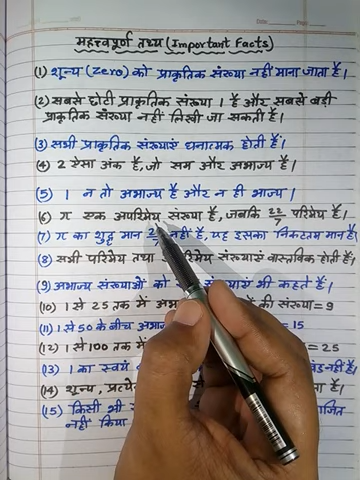 महत्त्वपूर्ण तथ्य (Important Facts)
(1) शून्य (Zero) को प्राकृतिक संख्या नहीं माना जाता है।
(2) सबसे छोटी प्राकृतिक संख्या 1 है और सबसे बड़ी
प्राकृतिक संख्या नहीं लिखी जा सकती है।
(3) सभी प्राकृतिक संख्याएं धनात्मक होती हैं।
(4) 2 ऐसा अंक है, जो सम और अभाज्य है।
(5) 1 न तो अभाज्य है और न ही भाज्य।
(6) π एक अपरिमेय संख्या है, जबकि 22/7 परिमेय है।
(7) π का शुद्ध मान नहीं है, यह इसका निकटतम मान है।
(8) सभी परिमेय तथा संख्याएं वास्तविक होती हैं।
(9) अभाज्य संख्याओं को संख्याएं भी कहते हैं।
(10) 1 से 25 तक में की संख्या = 9
(11) 1 से 50 के बीच = 15
(12) 1 से 100 तक में = 25
(13) 1 का स्वयं नहीं है।
(14) शून्य, है।
(15) किसी भी
नहीं किया